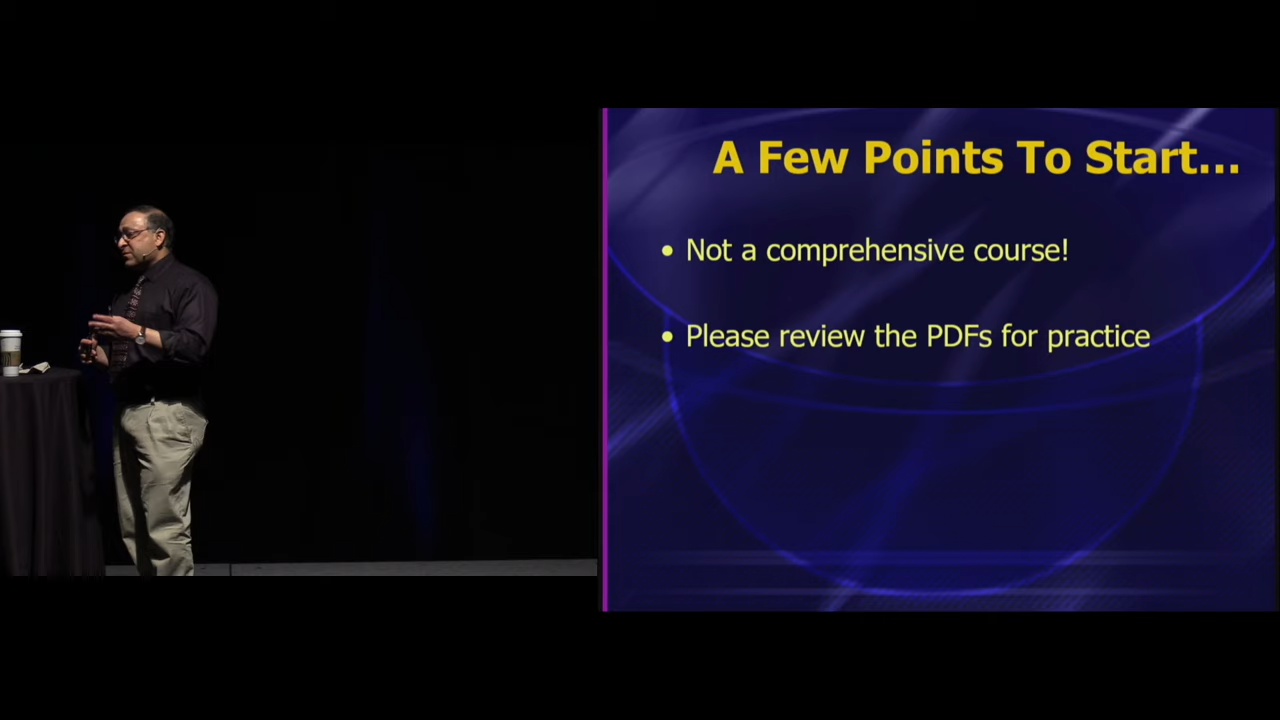 A Few Points To Start...
• Not a comprehensive course!
• Please review the PDFs for practice